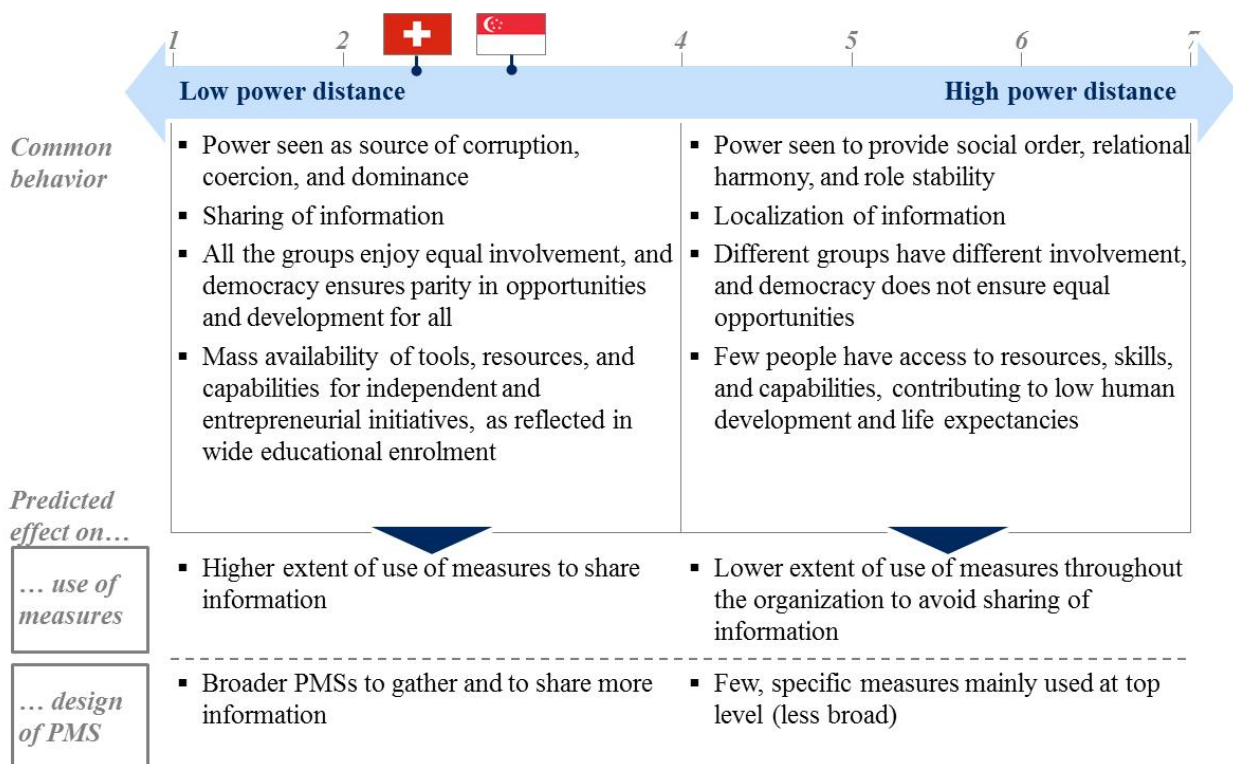 1 2 4 5 6 7
Low power distance High power distance
Common
behavior
▪ Power seen as source of corruption,
coercion, and dominance
▪ Sharing of information
▪ All the groups enjoy equal involvement, and
democracy ensures parity in opportunities
and development for all
▪ Mass availability of tools, resources, and
capabilities for independent and
entrepreneurial initiatives, as reflected in
wide educational enrolment
▪ Power seen to provide social order, relational
harmony, and role stability
▪ Localization of information
▪ Different groups have different involvement,
and democracy does not ensure equal
opportunities
▪ Few people have access to resources, skills,
and capabilities, contributing to low human
development and life expectancies
Predicted
effect on…
… use of
measures
▪ Higher extent of use of measures to share
information
▪ Lower extent of use of measures throughout
the organization to avoid sharing of
information
… design
of PMS
▪ Broader PMSs to gather and to share more
information
▪ Few, specific measures mainly used at top
level (less broad)